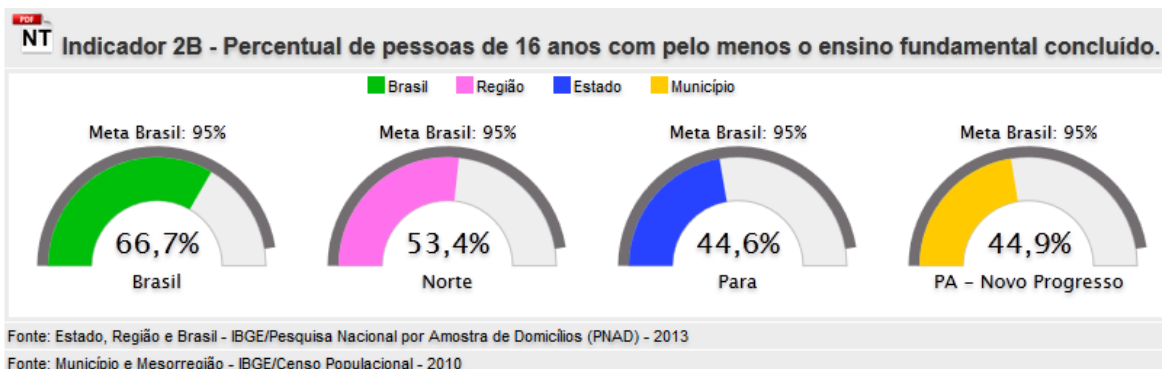 PDF
NT
Indicador 2B - Percentual de pessoas de 16 anos com pelo menos o ensino fundamental concluído.
Brasil Região Estado Município
Meta Brasil: 95% Meta Brasil: 95% Meta Brasil: 95% Meta Brasil: 95%
66,7% 53,4% 44,6% 44,9%
Brasil Norte Para PA – Novo Progresso
Fonte: Estado, Região e Brasil - IBGE/Pesquisa Nacional por Amostra de Domicílios (PNAD) - 2013
Fonte: Município e Mesorregião - IBGE/Censo Populacional - 2010